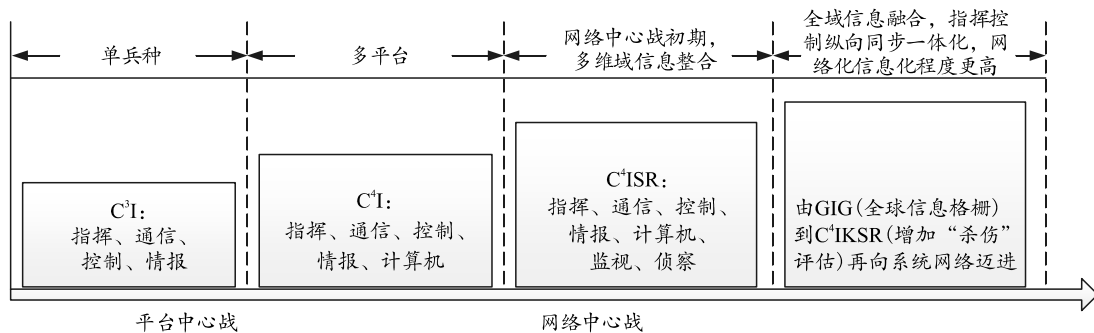 单兵种
多平台
网络中心战初期，
多维域信息整合
全域信息融合，指挥控
制纵向同步一体化，网
络化信息化程度更高
C³I：
指挥、通信、
控制、情报
C⁴I：
指挥、通信、控制、
情报、计算机
C⁴ISR：
指挥、通信、控制、
情报、计算机、
监视、侦察
由GIG(全球信息格栅)
到C⁴IKSR(增加“杀伤”
评估)再向系统网络迈进
平台中心战
网络中心战